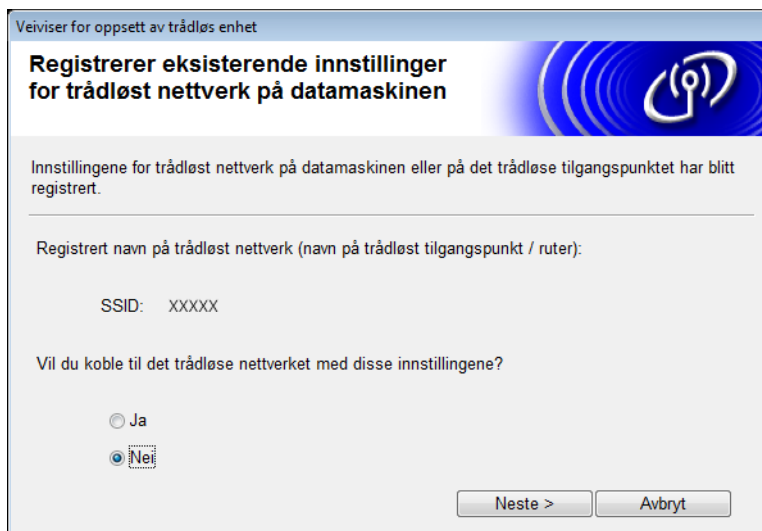 Veiviser for oppsett av trådløs enhet
Registrerer eksisterende innstillinger
for trådløst nettverk på datamaskinen
Innstillingene for trådløst nettverk på datamaskinen eller på det trådløse tilgangspunktet har blitt
registrert.
Registrert navn på trådløst nettverk (navn på trådløst tilgangspunkt / ruter):
SSID: XXXXX
Vil du koble til det trådløse nettverket med disse innstillingene?
Ja
Nei
Neste > Avbryt